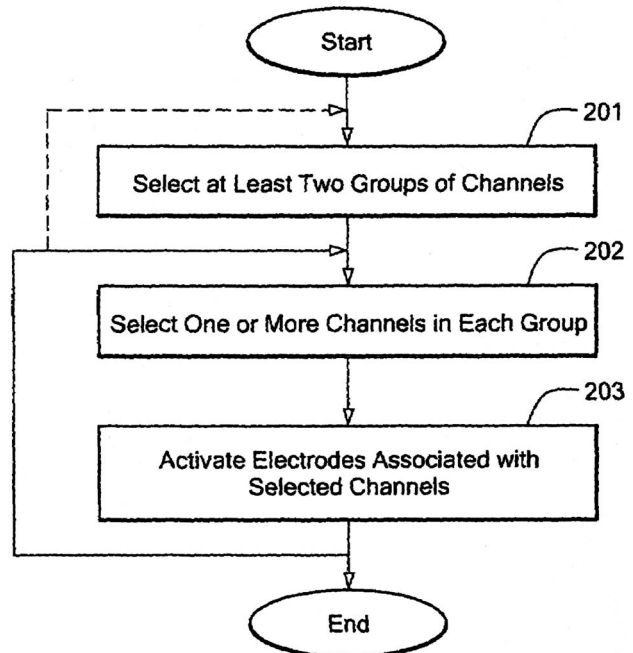 Start
201
Select at Least Two Groups of Channels
202
Select One or More Channels in Each Group
203
Activate Electrodes Associated with
Selected Channels
End